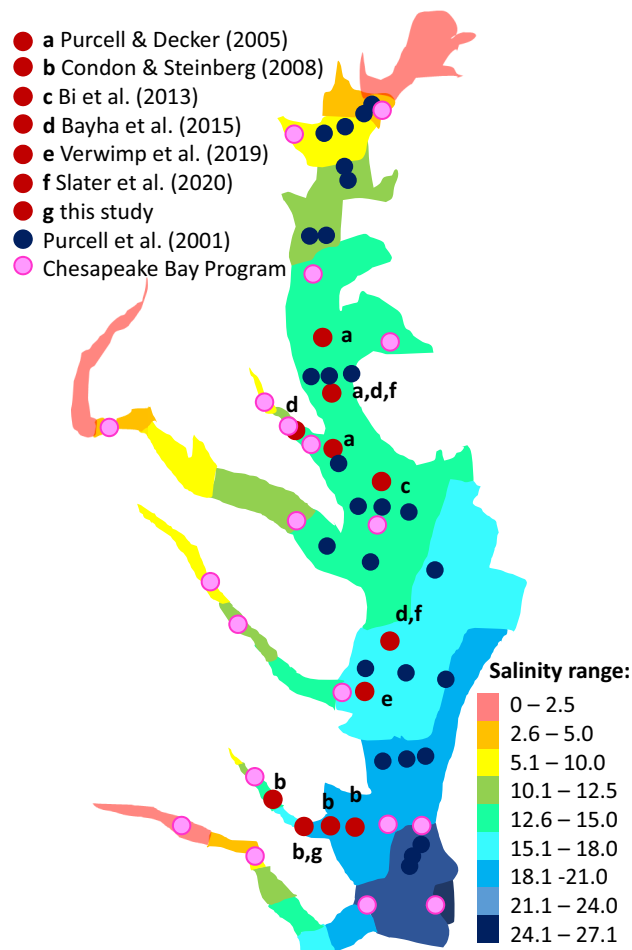 a Purcell & Decker (2005)
b Condon & Steinberg (2008)
c Bi et al. (2013)
d Bayha et al. (2015)
e Verwimp et al. (2019)
f Slater et al. (2020)
g this study
Purcell et al. (2001)
Chesapeake Bay Program
a
a,d,f
d
a
c
d,f
e
b
b
b
b,g
Salinity range:
0 – 2.5
2.6 – 5.0
5.1 – 10.0
10.1 – 12.5
12.6 – 15.0
15.1 – 18.0
18.1 -21.0
21.1 – 24.0
24.1 – 27.1